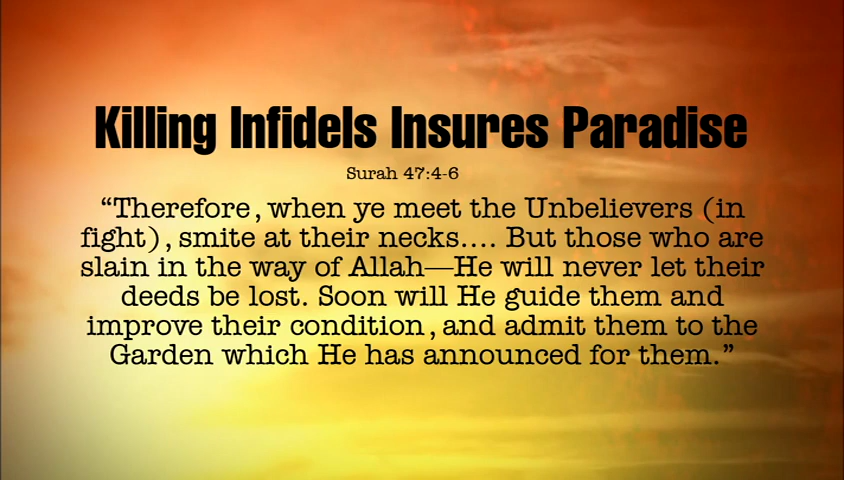 Killing Infidels Insures Paradise
Surah 47:4-6
“Therefore, when ye meet the Unbelievers (in
fight), smite at their necks.... But those who are
slain in the way of Allah—He will never let their
deeds be lost. Soon will He guide them and
improve their condition, and admit them to the
Garden which He has announced for them.”